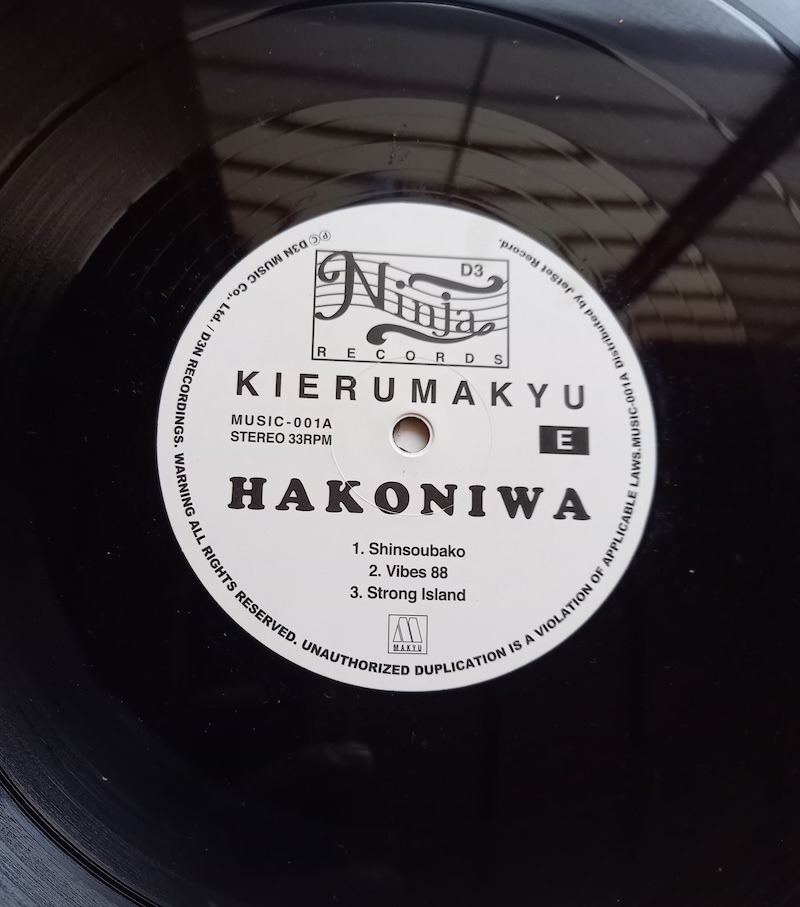 D3
Ninja
RECORDS
KIERUMAKYU
MUSIC-001A
STEREO 33RPM
E
HAKONIWA
1. Shinsoubako
2. Vibes 88
3. Strong Island
M.A.K.Y.U
Ⓟ Ⓒ D3N MUSIC Co., Ltd. / D3N RECORDINGS. WARNING ALL RIGHTS RESERVED. UNAUTHORIZED DUPLICATION IS A VIOLATION OF APPLICABLE LAWS.MUSIC-001A Distributed by JetSet Record.